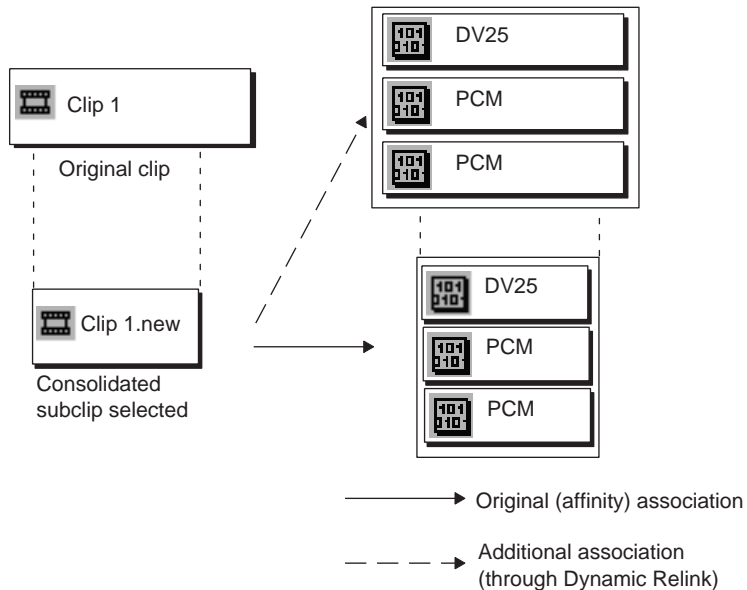 DV25
Clip 1
PCM
Original clip
PCM
DV25
Clip 1.new
PCM
Consolidated
subclip selected
PCM
Original (affinity) association
Additional association
(through Dynamic Relink)